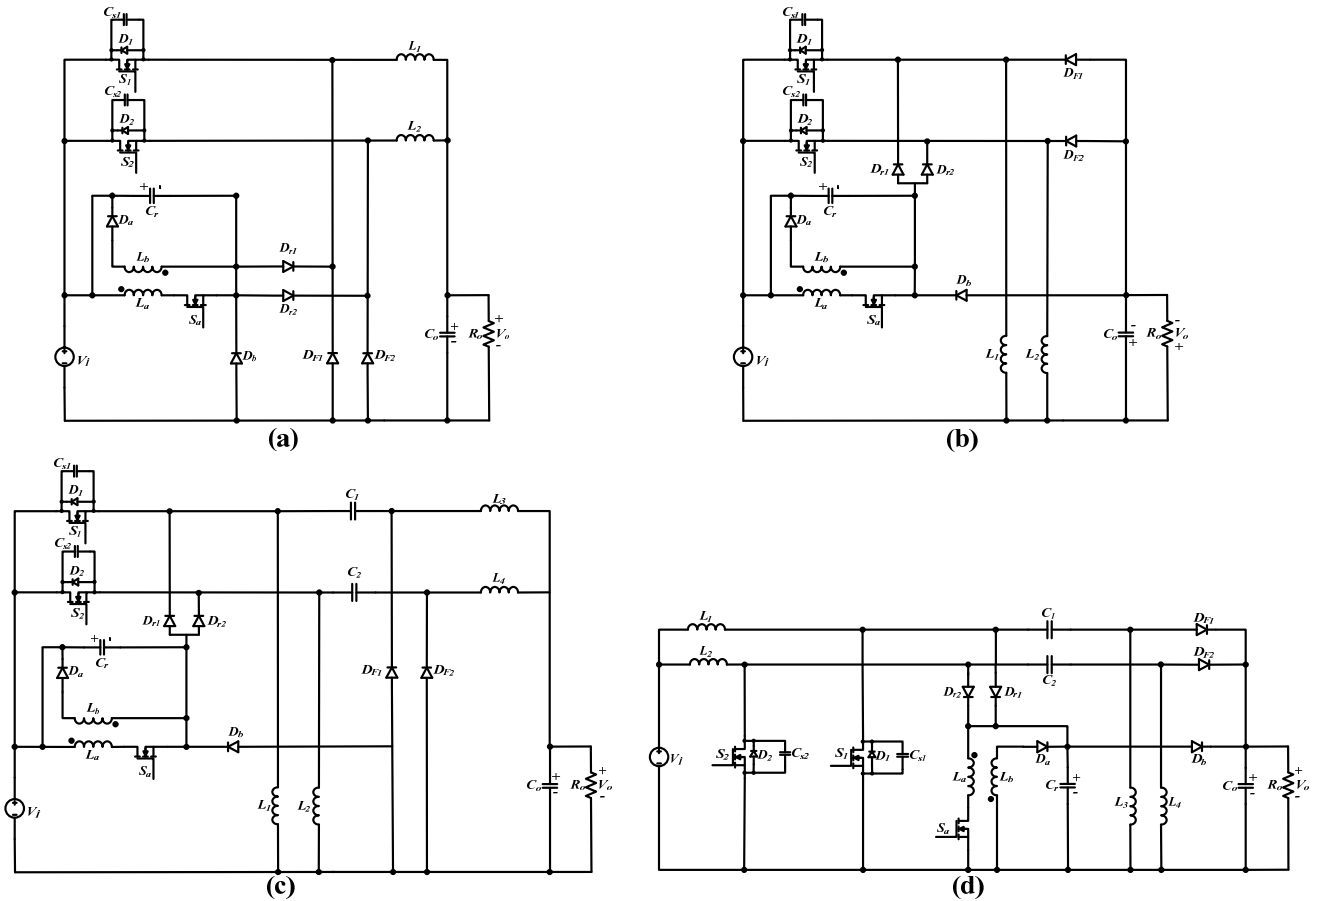 Cs1
D1
S1
L1
Cs2
D2
S2
L2
+ '
Cr
Da
Lb
Dr1
La
Sa
Dr2
Vi
Db
DF1
DF2
Co
+
-
Ro
+
Vo
-
(a)
Cs1
D1
S1
DF1
Cs2
D2
S2
DF2
Dr1
Dr2
+ '
Cr
Da
Lb
Db
La
Sa
Vi
L1
L2
Co
-
+
Ro
-
Vo
+
(b)
Cs1
D1
S1
C1
L3
Cs2
D2
S2
C2
L4
Dr1
Dr2
+ '
Cr
Da
DF1
DF2
Lb
Db
La
Sa
Vi
L1
L2
Co
+
-
Ro
+
Vo
-
(c)
L1
C1
DF1
L2
C2
DF2
Dr2
Dr1
Vi
S2
D2
Cs2
S1
D1
Cs1
La
Lb
Da
Db
Cr
+
-
L3
L4
Co
+
-
Ro
+
Vo
-
Sa
(d)